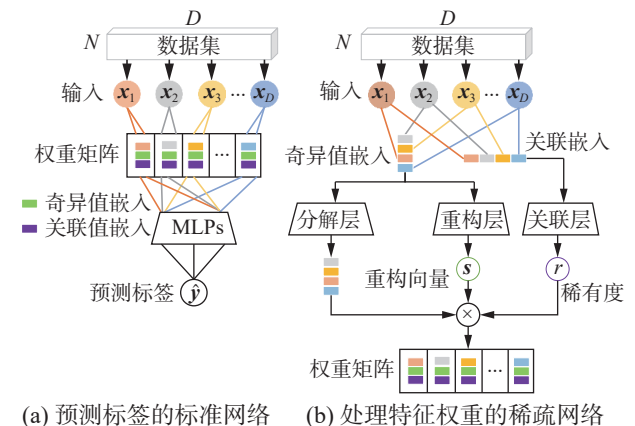 D
N 数据集
输入 x1 x2 x3 ... xD
权重矩阵 ...
奇异值嵌入
关联值嵌入
MLPs
预测标签 ŷ
(a) 预测标签的标准网络
D
N 数据集
输入 x1 x2 x3 ... xD
奇异值嵌入 关联嵌入
分解层 重构层 关联层
重构向量 s r 稀有度
×
权重矩阵 ...
(b) 处理特征权重的稀疏网络